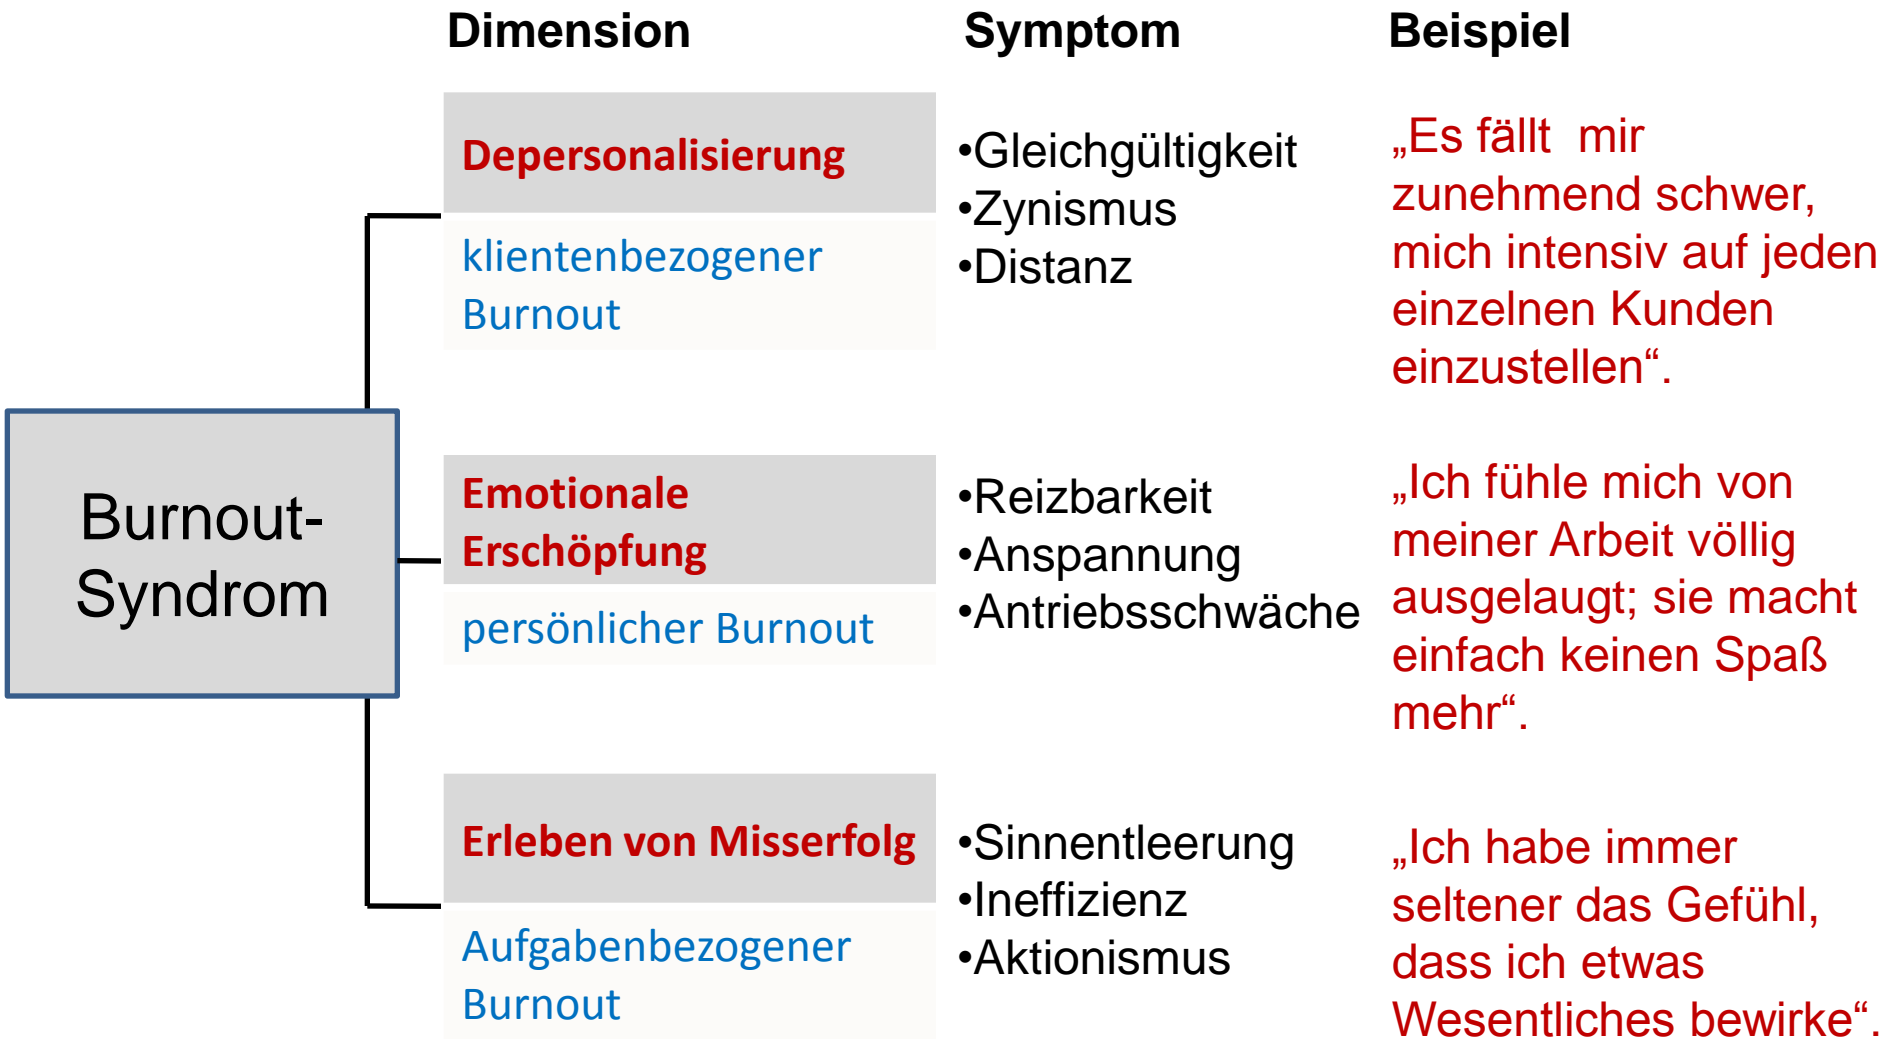 Dimension
Symptom
Beispiel
Burnout-
Syndrom
Depersonalisierung
klientenbezogener
Burnout
•Gleichgültigkeit
•Zynismus
•Distanz
„Es fällt  mir
zunehmend schwer,
mich intensiv auf jeden
einzelnen Kunden
einzustellen“.
Emotionale
Erschöpfung
persönlicher Burnout
•Reizbarkeit
•Anspannung
•Antriebsschwäche
„Ich fühle mich von
meiner Arbeit völlig
ausgelaugt; sie macht
einfach keinen Spaß
mehr“.
Erleben von Misserfolg
Aufgabenbezogener
Burnout
•Sinnentleerung
•Ineffizienz
•Aktionismus
„Ich habe immer
seltener das Gefühl,
dass ich etwas
Wesentliches bewirke“.